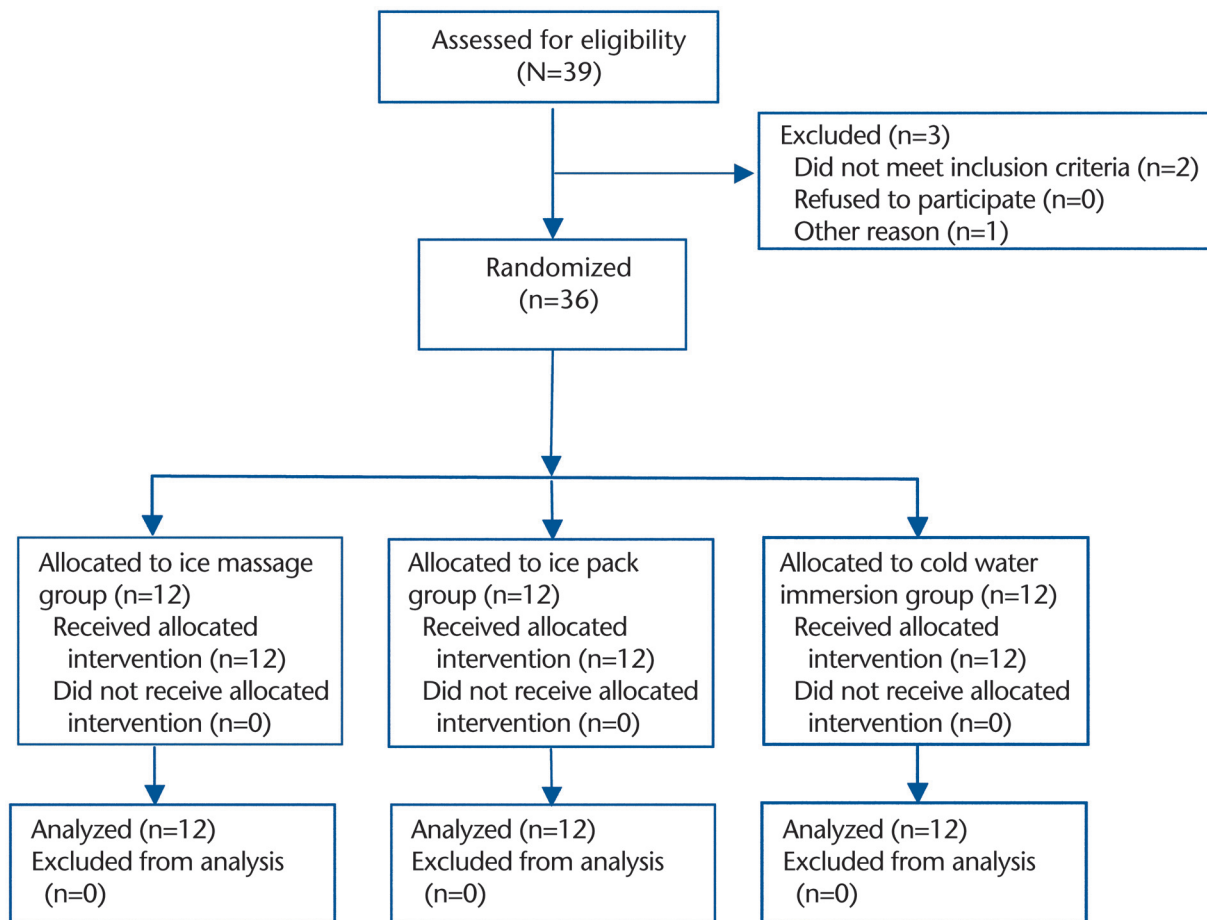 Assessed for eligibility
(N=39)
Excluded (n=3)
Did not meet inclusion criteria (n=2)
Refused to participate (n=0)
Other reason (n=1)
Randomized
(n=36)
Allocated to ice massage
group (n=12)
Received allocated
intervention (n=12)
Did not receive allocated
intervention (n=0)
Allocated to ice pack
group (n=12)
Received allocated
intervention (n=12)
Did not receive allocated
intervention (n=0)
Allocated to cold water
immersion group (n=12)
Received allocated
intervention (n=12)
Did not receive allocated
intervention (n=0)
Analyzed (n=12)
Excluded from analysis
(n=0)
Analyzed (n=12)
Excluded from analysis
(n=0)
Analyzed (n=12)
Excluded from analysis
(n=0)